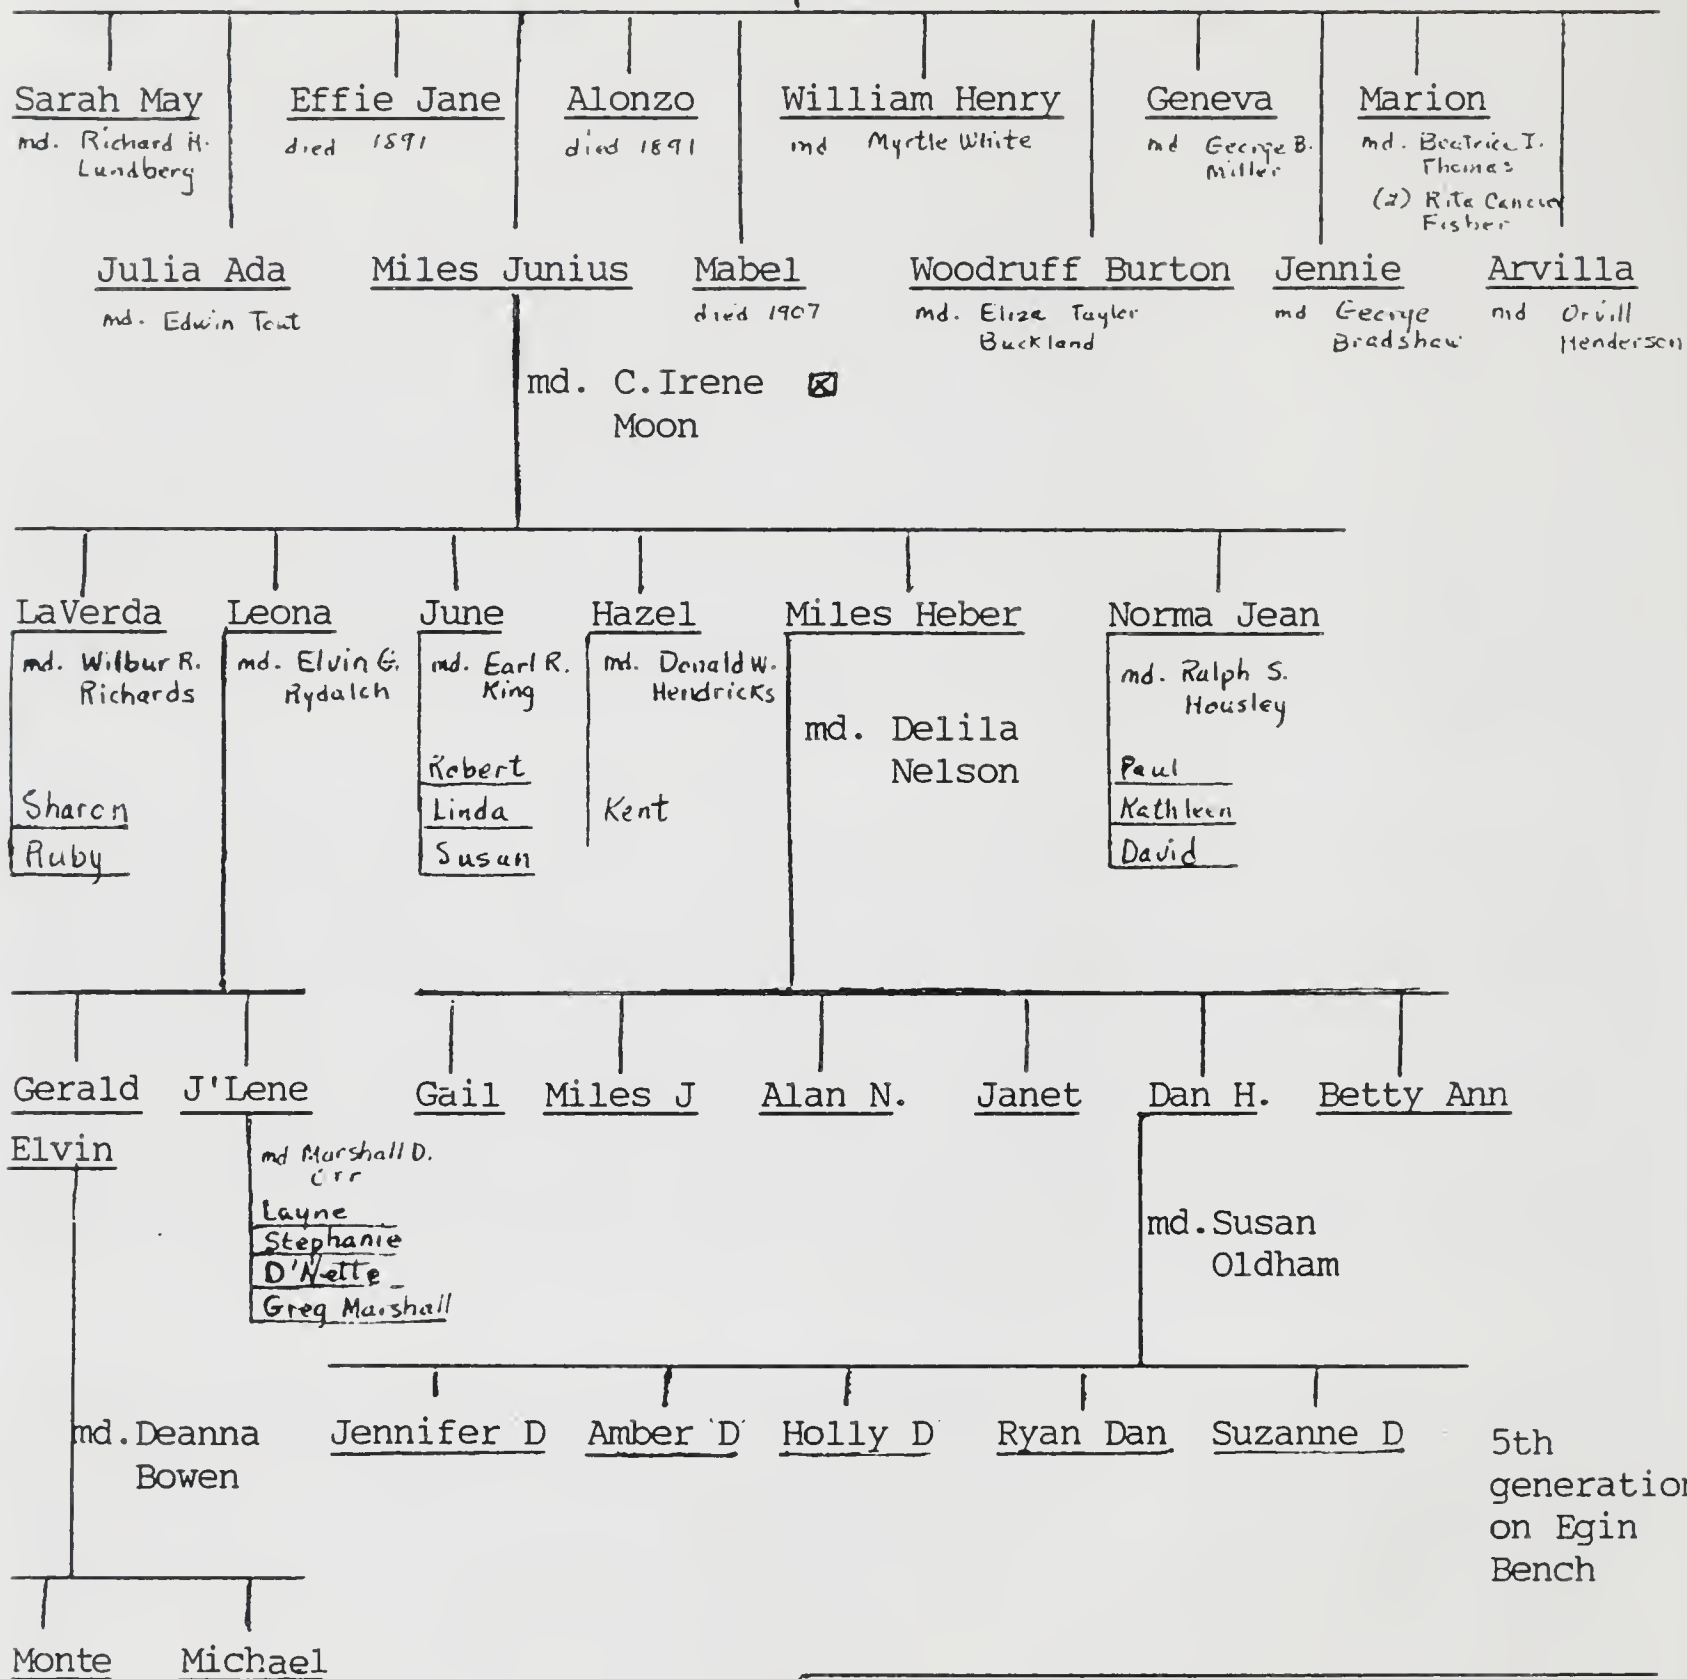 Sarah May
Effie Jane
Alonzo
William Henry
Geneva
Marion
md. Richard H.
Lundberg
died 1891
died 1891
md Myrtle White
md George B.
Miller
md. Beatrice I.
Thomas
(2) Rita
Fisher
Julia Ada
Miles Junius
Mabel
Woodruff Burton
Jennie
Arvilla
md. Edwin Tout
died 1907
md. Eliza Taylor
Buckland
md George
Bradshaw
md Orvill
Henderson
md. C.Irene
Moon
LaVerda
Leona
June
Hazel
Miles Heber
Norma Jean
md. Wilbur R.
Richards
md. Elvin G.
Rydalch
md. Earl R.
King
md. Donald W.
Hendricks
md. Delila
Nelson
md. Ralph S.
Housley
Sharon
Ruby
Robert
Linda
Susan
Kent
Paul
Kathleen
David
Gerald
Elvin
J'Lene
Gail
Miles J
Alan N.
Janet
Dan H.
Betty Ann
md Marshall D.
Orr
Layne
Stephanie
D'Nette
Greg Marshall
md.Susan
Oldham
md.Deanna
Bowen
Jennifer D
Amber D
Holly D
Ryan Dan
Suzanne D
5th
generation
on Egin
Bench
Monte
Michael